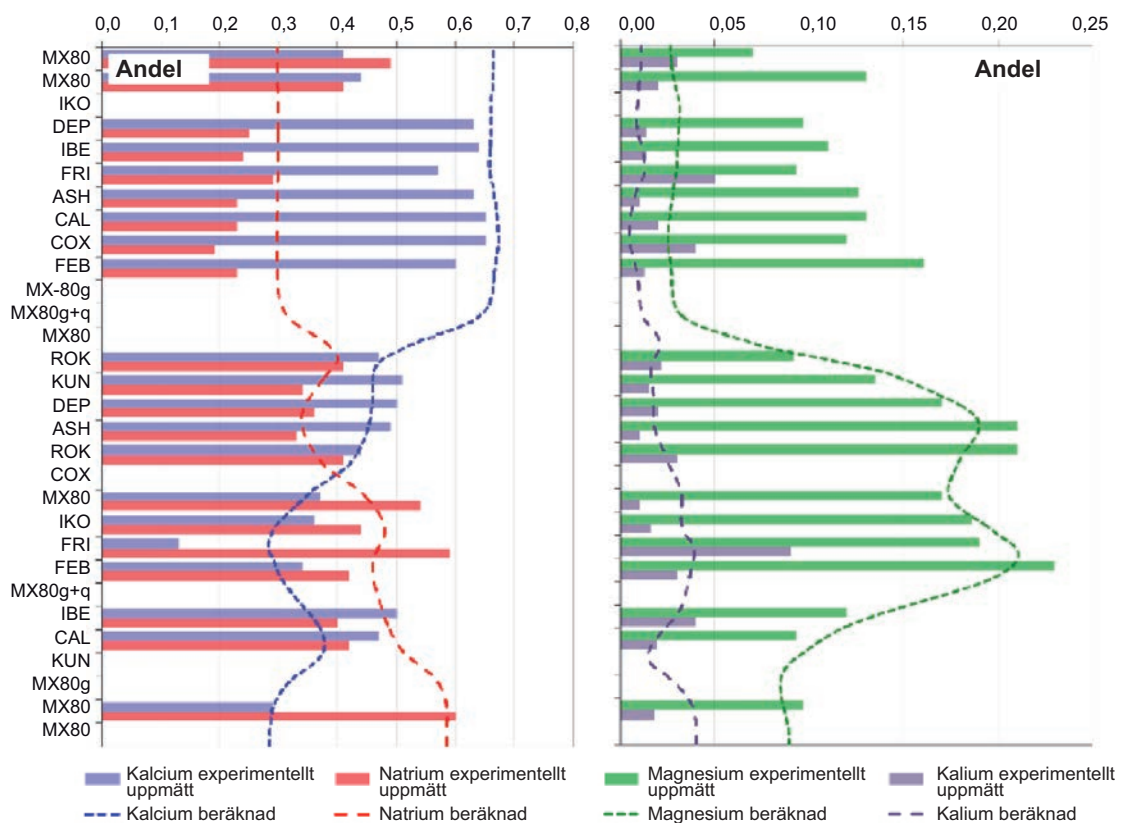 0,0 0,1 0,2 0,3 0,4 0,5 0,6 0,7 0,8
0,00 0,05 0,10 0,15 0,20 0,25
Andel
Andel
MX80
MX80
IKO
DEP
IBE
FRI
ASH
CAL
COX
FEB
MX-80g
MX80g+q
MX80
ROK
KUN
DEP
ASH
ROK
COX
MX80
IKO
FRI
FEB
MX80g+q
IBE
CAL
KUN
MX80g
MX80
MX80
Kalcium experimentellt
uppmätt
Kalcium beräknad
Natrium experimentellt
uppmätt
Natrium beräknad
Magnesium experimentellt
uppmätt
Magnesium beräknad
Kalium experimentellt
uppmätt
Kalium beräknad